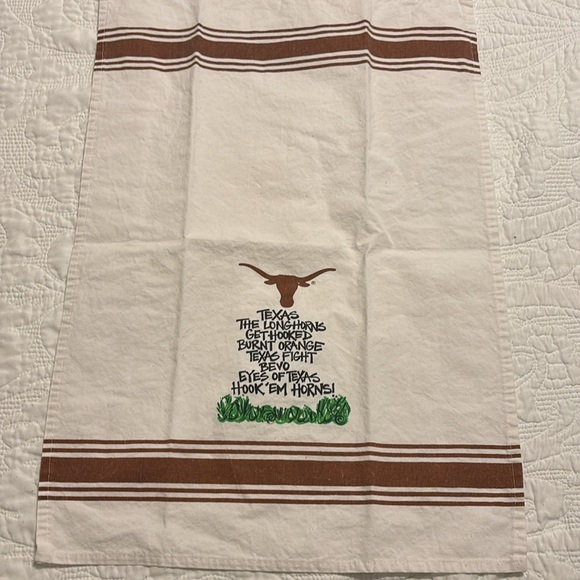 TEXAS
THE LONGHORNS
GET HOOKED
BURNT ORANGE
TEXAS FIGHT
BEVO
EYES OF TEXAS
HOOK 'EM HORNS!